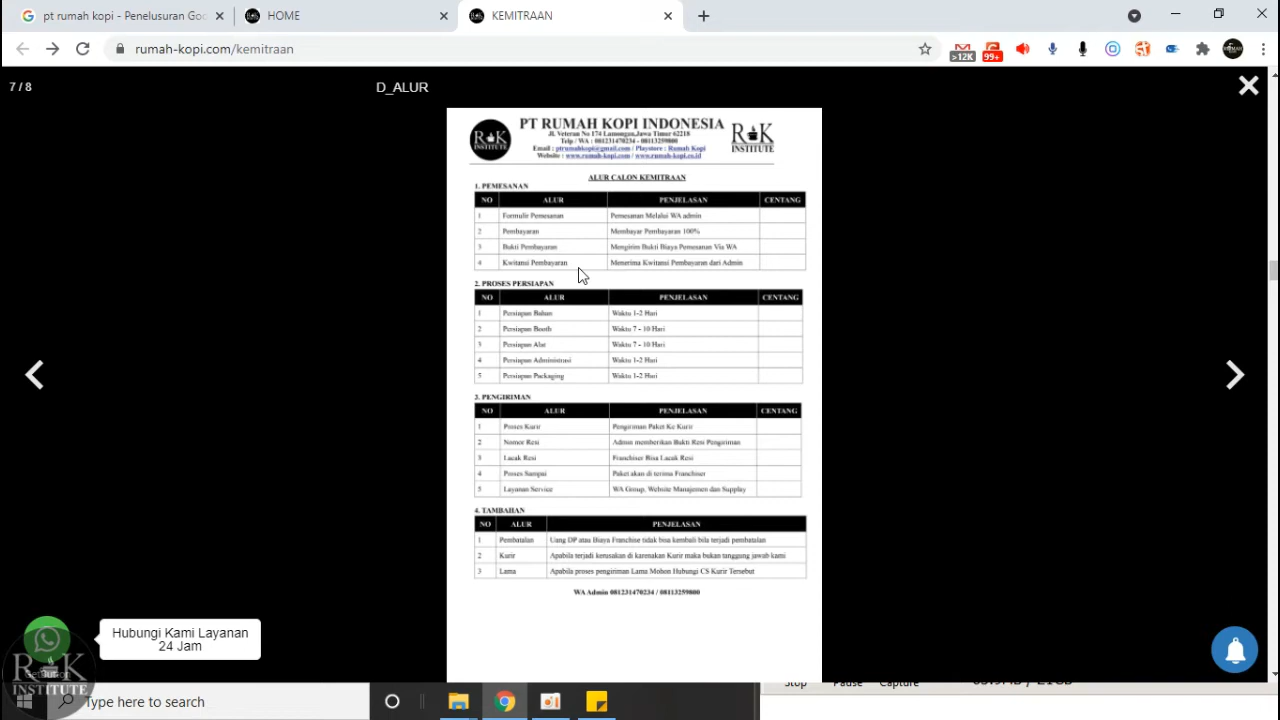 pt rumah kopi - Penelusuran Goo
HOME
KEMITRAAN
rumah-kopi.com/kemitraan
>12K
99+
7 / 8
D_ALUR
PT RUMAH KOPI INDONESIA
Jl. Veteran No 174 Lamongan,Jawa Timur 62218
Telp / WA : 081231470234 - 08113259800
Email : ptrumahkopi@gmail.com / Playstore : Rumah Kopi
Website : www.rumah-kopi.com / www.rumah-kopi.co.id
R K
INSTITUTE
R K
INSTITUTE
ALUR CALON KEMITRAAN
1. PEMESANAN
NO ALUR PENJELASAN CENTANG
1 Formulir Pemesanan Pemesanan Melalui WA admin
2 Pembayaran Membayar Pembayaran 100%
3 Bukti Pembayaran Mengirim Bukti Biaya Pemesanan Via WA
4 Kwitansi Pembayaran Menerima Kwitansi Pembayaran dari Admin
2. PROSES PERSIAPAN
NO ALUR PENJELASAN CENTANG
1 Persiapan Bahan Waktu 1-2 Hari
2 Persiapan Booth Waktu 7 - 10 Hari
3 Persiapan Alat Waktu 7 - 10 Hari
4 Persiapan Administrasi Waktu 1-2 Hari
5 Persiapan Packaging Waktu 1-2 Hari
3. PENGIRIMAN
NO ALUR PENJELASAN CENTANG
1 Proses Kurir Pengiriman Paket Ke Kurir
2 Nomor Resi Admin memberikan Bukti Resi Pengiriman
3 Lacak Resi Franchiser Bisa Lacak Resi
4 Proses Sampai Paket akan di terima Franchiser
5 Layanan Service WA Group, Website Manajemen dan Supplay
4. TAMBAHAN
NO ALUR PENJELASAN
1 Pembatalan Uang DP atau Biaya Franchise tidak bisa kembali bila terjadi pembatalan
2 Kurir Apabila terjadi kerusakan di karenakan Kurir maka bukan tanggung jawab kami
3 Lama Apabila proses pengiriman Lama Mohon Hubungi CS Kurir Tersebut
WA Admin 081231470234 / 08113259800
Hubungi Kami Layanan
24 Jam
R K
INSTITUTE
Type here to search
Stop Pause Capture